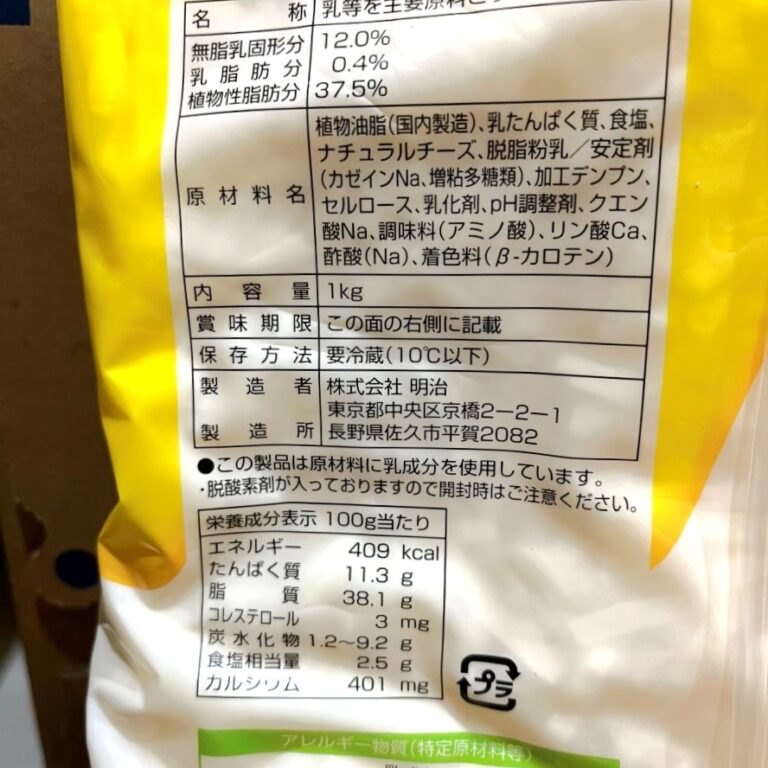 名称 乳等を主要原料と
無脂乳固形分 12.0%
乳脂肪分 0.4%
植物性脂肪分 37.5%
原材料名
植物油脂(国内製造)、乳たんぱく質、食塩、
ナチュラルチーズ、脱脂粉乳/安定剤
(カゼインNa、増粘多糖類)、加工デンプン、
セルロース、乳化剤、pH調整剤、クエン
酸Na、調味料(アミノ酸)、リン酸Ca、
酢酸(Na)、着色料(β-カロテン)
内容量 1kg
賞味期限 この面の右側に記載
保存方法 要冷蔵(10℃以下)
製造者 株式会社 明治
東京都中央区京橋2-2-1
製造所 長野県佐久市平賀2082
●この製品は原材料に乳成分を使用しています。
・脱酸素剤が入っておりますので開封時はご注意ください。
栄養成分表示 100g当たり
エネルギー 409 kcal
たんぱく質 11.3 g
脂質 38.1 g
コレステロール 3 mg
炭水化物 1.2~9.2 g
食塩相当量 2.5 g
カルシウム 401 mg
プラ
アレルギー物質(特定原材料等)